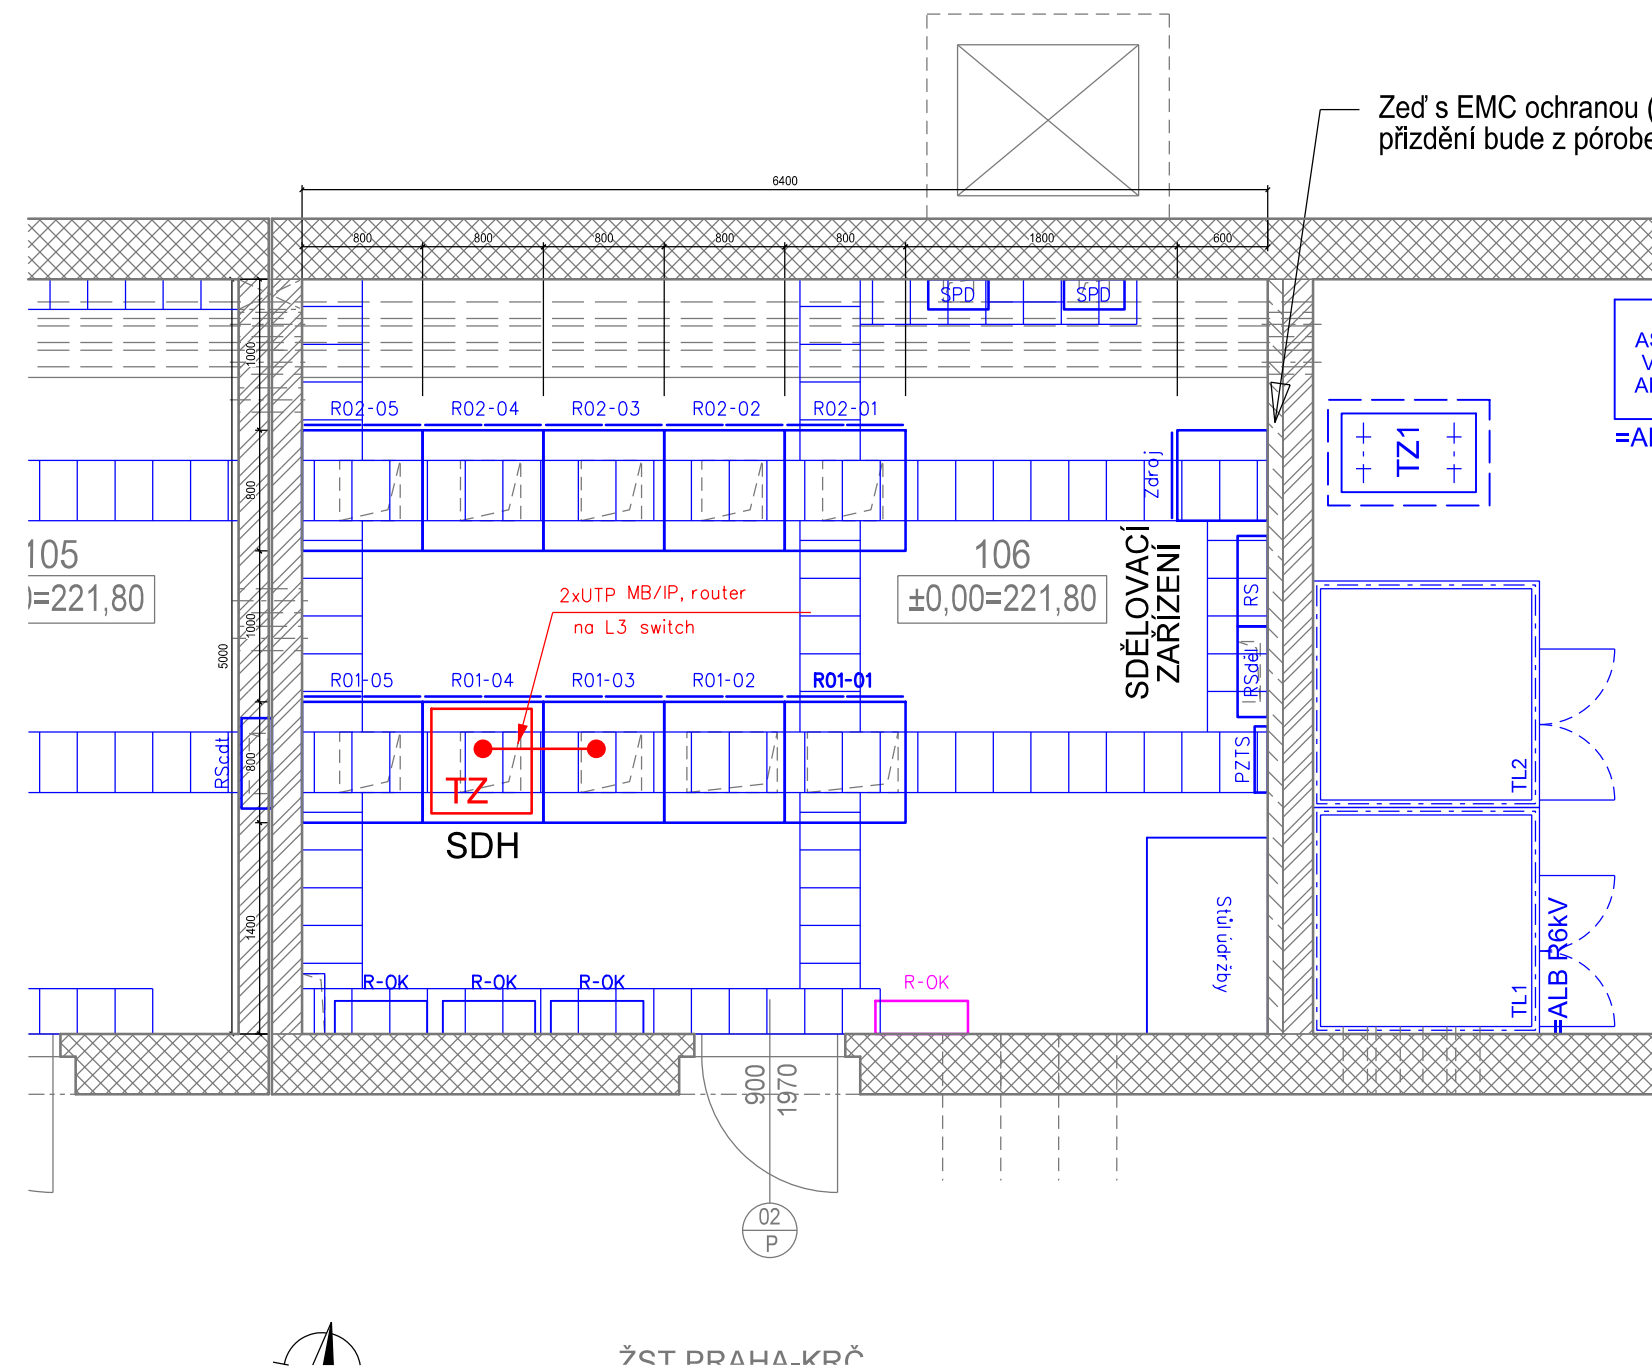 Zeď s EMC ochranou (
přizdění bude z pórobe
6400
800
800
800
800
800
1800
600
SPD
SPD
1000
R02-05
R02-04
R02-03
R02-02
R02-01
TZ1
Zdroj
800
105
=221,80
106
±0,00=221,80
SDĚLOVACÍ
ZAŘÍZENÍ
RS
2xUTP MB/IP, router
na L3 switch
1000
5000
RSděl
R01-05
R01-04
R01-03
R01-02
R01-01
RScdt
800
TZ
PZTS
TL2
SDH
1400
Stůl údržby
R-OK
R-OK
R-OK
R-OK
TL1
=ALB R6kV
900
1970
02
P
ŽST PRAHA-KRČ